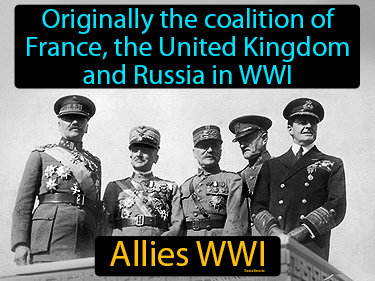 Originally the coalition of
France, the United Kingdom
and Russia in WWI
Allies WWI